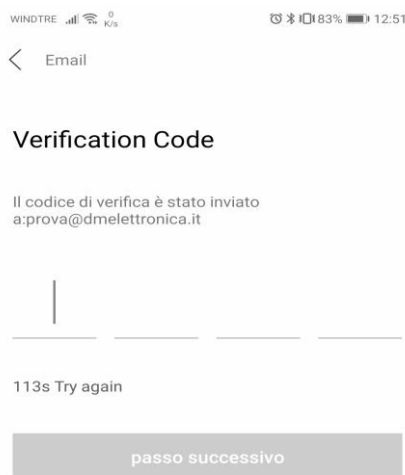 WINDTRE 0 K/s 83% 12:51
Email
Verification Code
Il codice di verifica è stato inviato
a:prova@dmelettronica.it
113s Try again
passo successivo